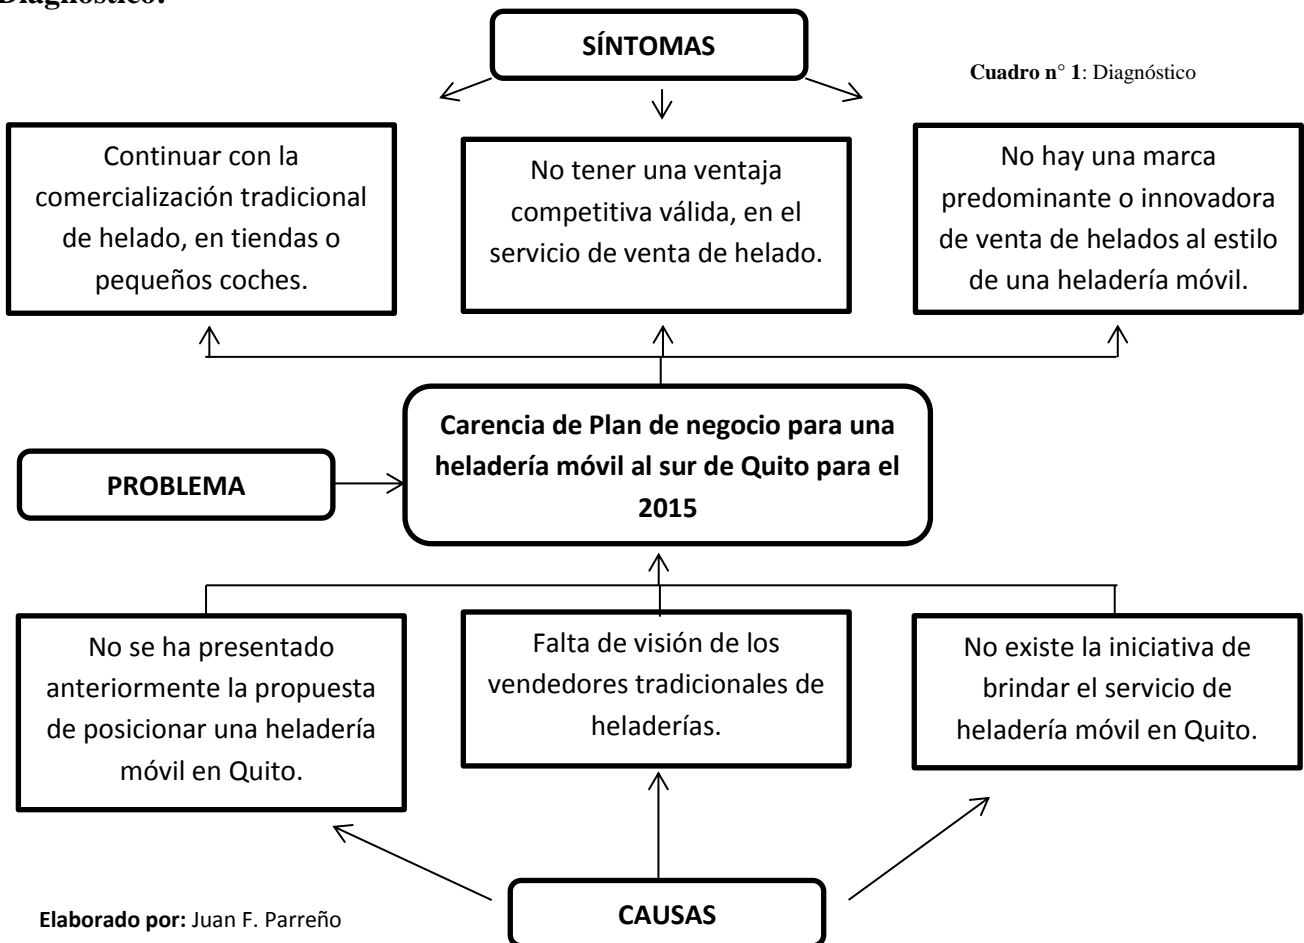 Diagnóstico:
SÍNTOMAS
Cuadro n° 1: Diagnóstico
Continuar con la
comercialización tradicional
de helado, en tiendas o
pequeños coches.
No tener una ventaja
competitiva válida, en el
servicio de venta de helado.
No hay una marca
predominante o innovadora
de venta de helados al estilo
de una heladería móvil.
Carencia de Plan de negocio para una
heladería móvil al sur de Quito para el
2015
PROBLEMA
No se ha presentado
anteriormente la propuesta
de posicionar una heladería
móvil en Quito.
Falta de visión de los
vendedores tradicionales de
heladerías.
No existe la iniciativa de
brindar el servicio de
heladería móvil en Quito.
CAUSAS
Elaborado por: Juan F. Parreño